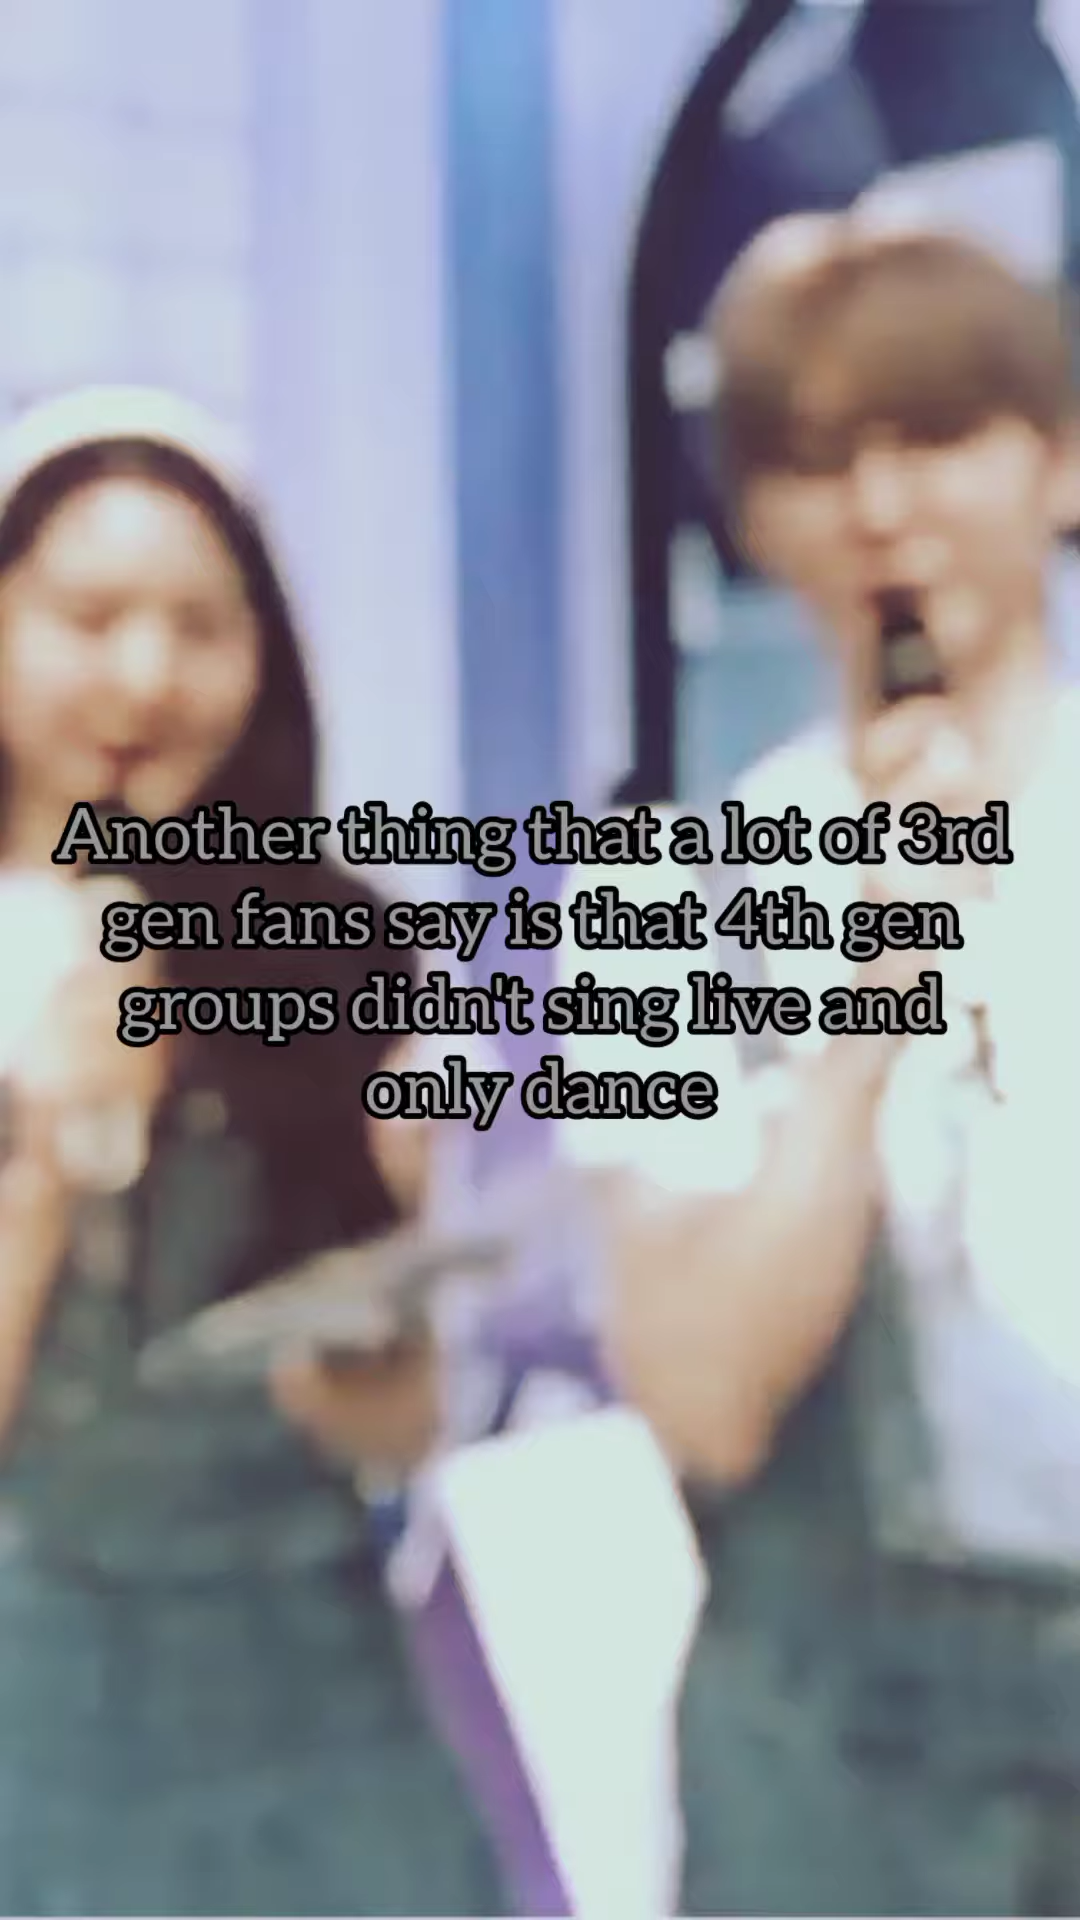 Another thing that a lot of 3rd
gen fans say is that 4th gen
groups didn't sing live and
only dance